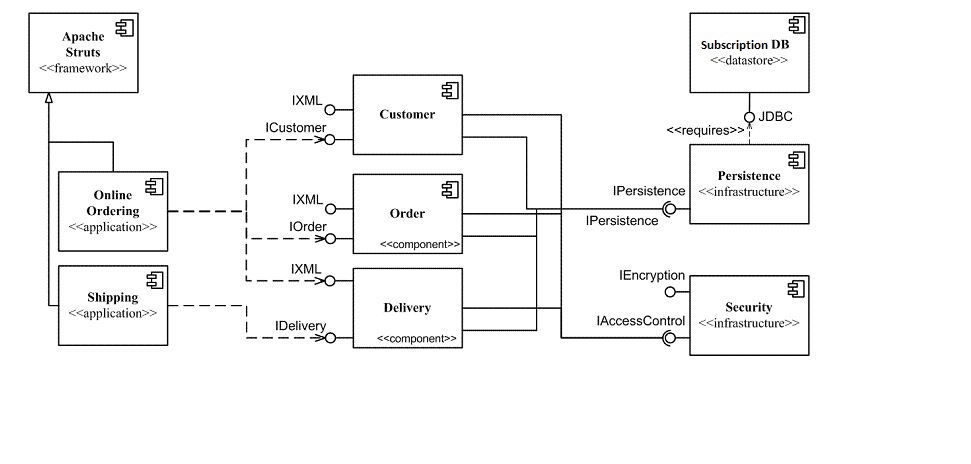 Apache
Struts
<<framework>>
Subscription DB
<<datastore>>
JDBC
<<requires>>
IXML
ICustomer
Customer
Online
Ordering
<<application>>
IXML
IOrder
Order
<<component>>
IPersistence
IPersistence
Persistence
<<infrastructure>>
Shipping
<<application>>
IXML
IDelivery
Delivery
<<component>>
IEncryption
IAccessControl
Security
<<infrastructure>>